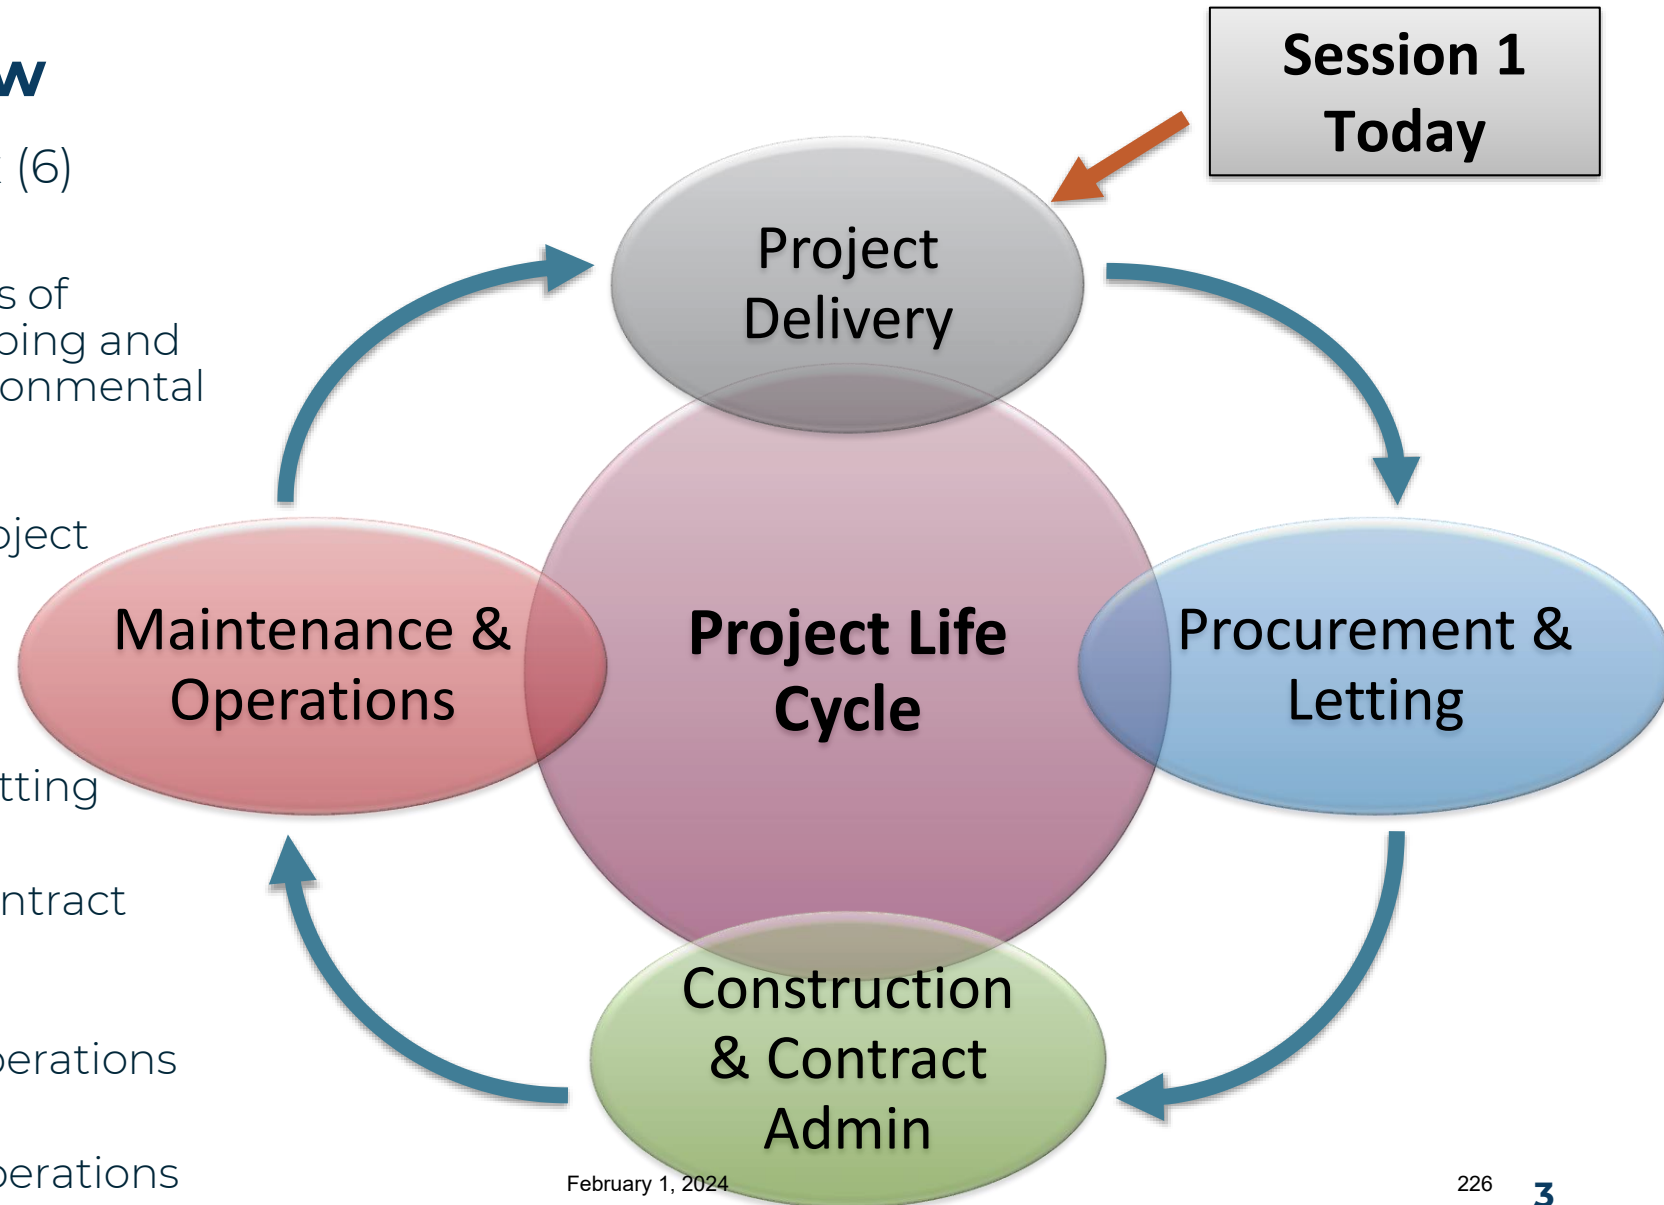 w
(6)
s of
ping and
onmental
oject
tting
ntract
perations
perations
Session 1
Today
Project
Delivery
Maintenance &
Operations
Project Life
Cycle
Procurement &
Letting
Construction
& Contract
Admin
February 1, 2024
226
3